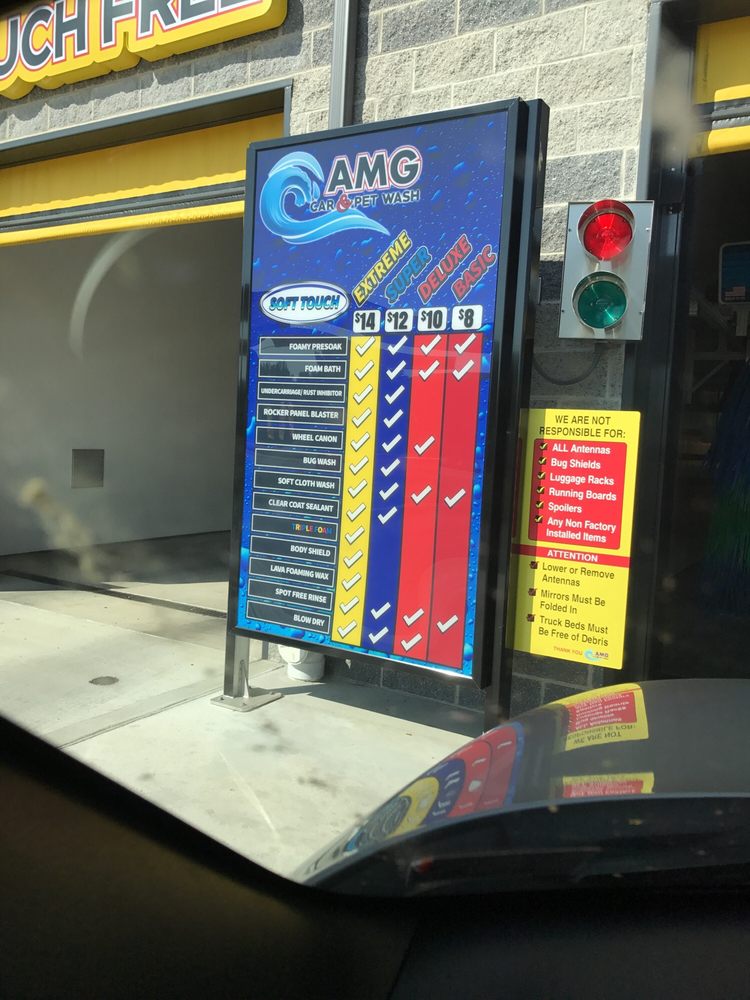 UCH FREE
AMG
CAR & PET WASH
EXTREME
SUPER
DELUXE
BASIC
SOFT TOUCH
$14 $12 $10 $8
FOAMY PRESOAK
FOAM BATH
UNDERCARRIAGE/ RUST INHIBITOR
ROCKER PANEL BLASTER
WHEEL CANON
BUG WASH
SOFT CLOTH WASH
CLEAR COAT SEALANT
TRIPLE FOAM
BODY SHIELD
LAVA FOAMING WAX
SPOT FREE RINSE
BLOW DRY
WE ARE NOT
RESPONSIBLE FOR:
ALL Antennas
Bug Shields
Luggage Racks
Running Boards
Spoilers
Any Non Factory
Installed Items
ATTENTION
Lower or Remove
Antennas
Mirrors Must Be
Folded In
Truck Beds Must
Be Free of Debris
THANK YOU AMG